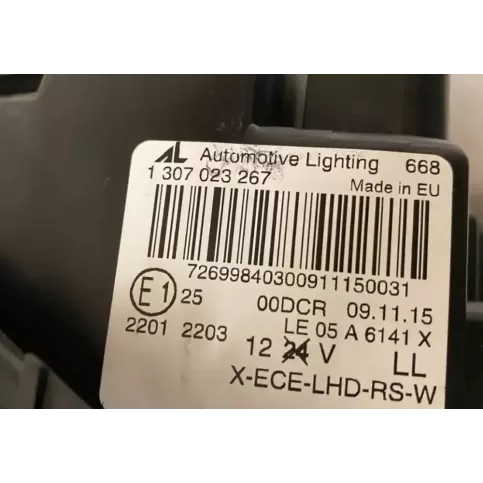 AL Automotive Lighting 668
1 307 023 267 Made in EU
72699840300911150031
E1 25 00DCR 09.11.15
2201 2203 LE 05 A 6141 X
12 24 V LL
X-ECE-LHD-RS-W